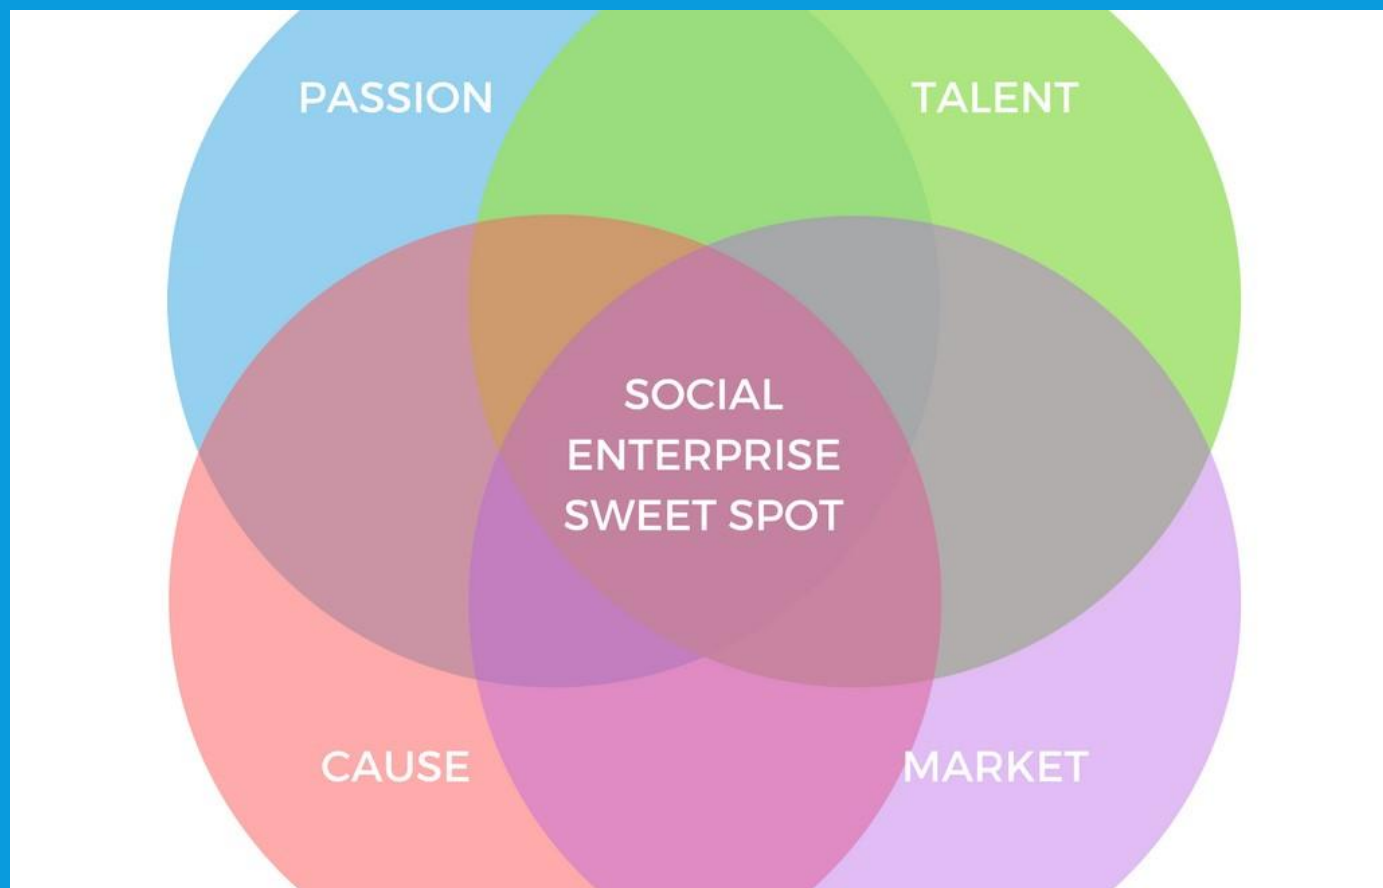 PASSION
TALENT
SOCIAL
ENTERPRISE
SWEET SPOT
CAUSE
MARKET